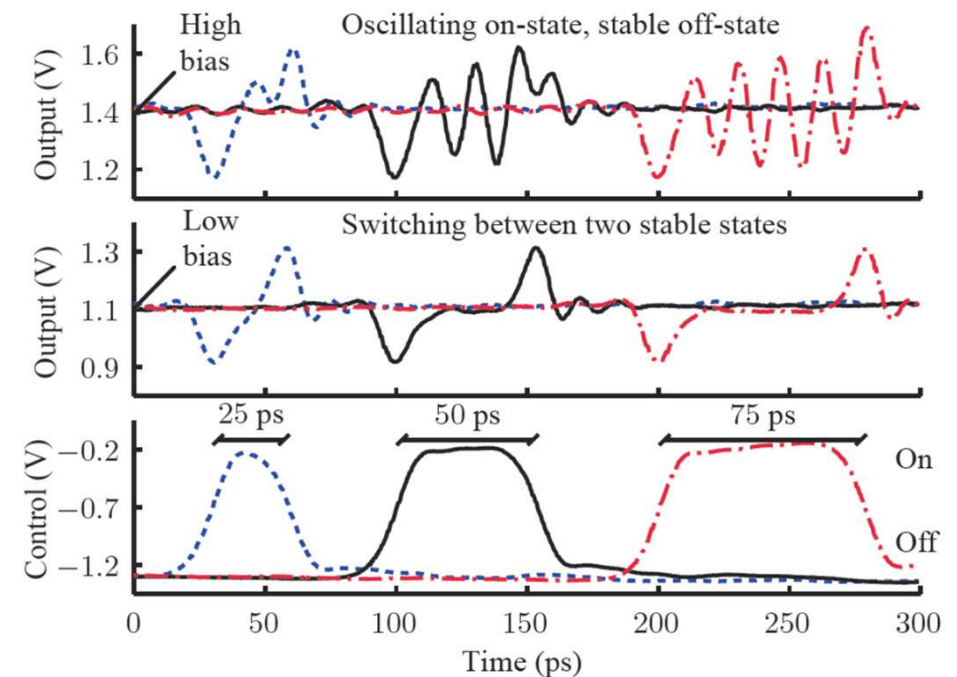 High
bias
Oscillating on-state, stable off-state
Output (V)
1.6
1.4
1.2
Low
bias
Switching between two stable states
Output (V)
1.3
1.1
0.9
25 ps
50 ps
75 ps
Control (V)
−0.2
−0.7
−1.2
On
Off
0
50
100
150
200
250
300
Time (ps)